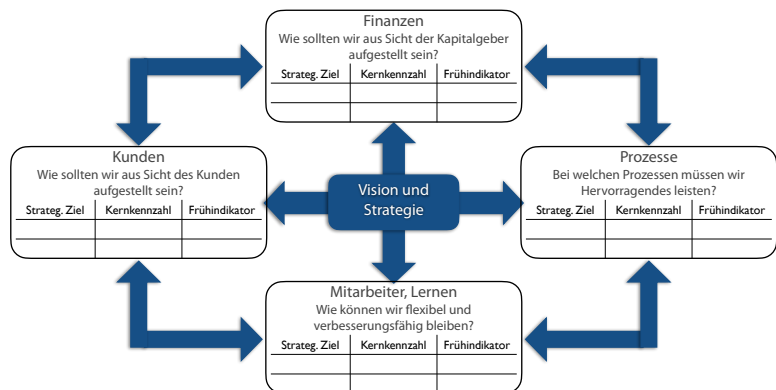 Finanzen
Wie sollten wir aus Sicht der Kapitalgeber
aufgestellt sein?
Strateg. Ziel Kernkennzahl Frühindikator
Kunden
Wie sollten wir aus Sicht des Kunden
aufgestellt sein?
Strateg. Ziel Kernkennzahl Frühindikator
Vision und
Strategie
Prozesse
Bei welchen Prozessen müssen wir
Hervorragendes leisten?
Strateg. Ziel Kernkennzahl Frühindikator
Mitarbeiter, Lernen
Wie können wir flexibel und
verbesserungsfähig bleiben?
Strateg. Ziel Kernkennzahl Frühindikator